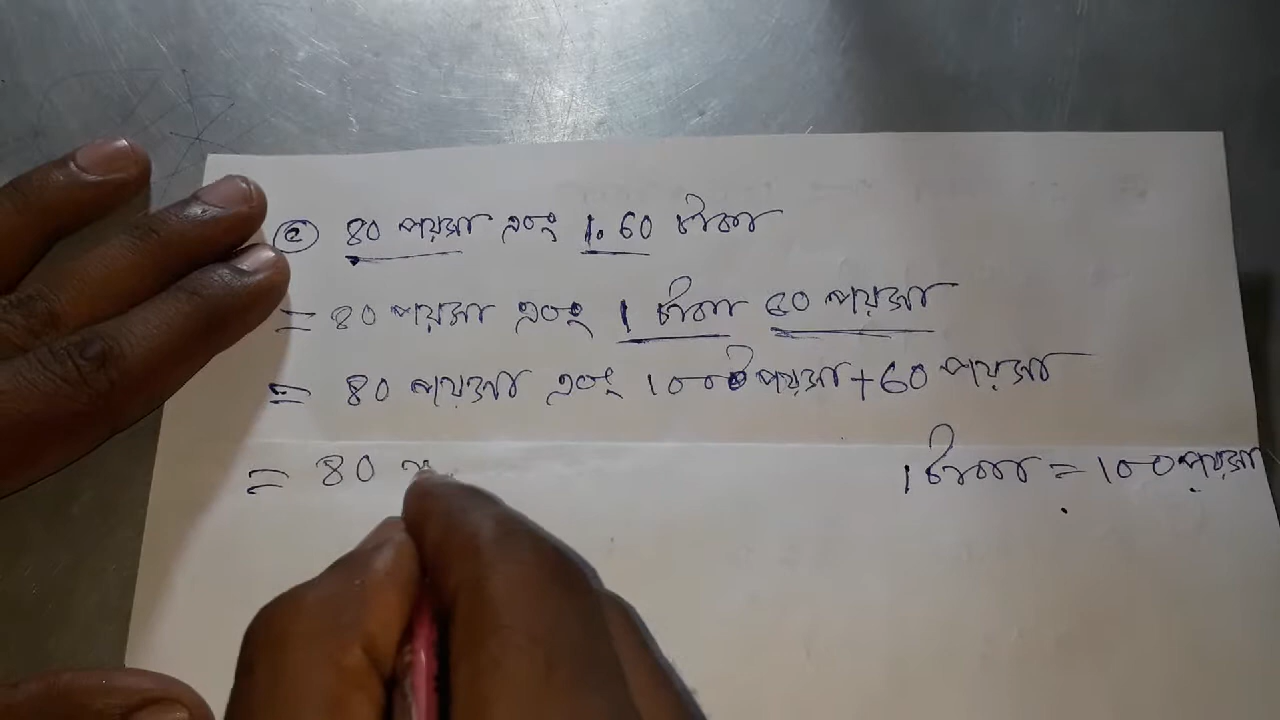 ⓔ 80 পয়সা এবং 1.60 টাকা
= 80 পয়সা এবং 1 টাকা 60 পয়সা
= 80 পয়সা এবং 100 পয়সা + 60 পয়সা
= 80 প
1 টাকা = 100 পয়সা